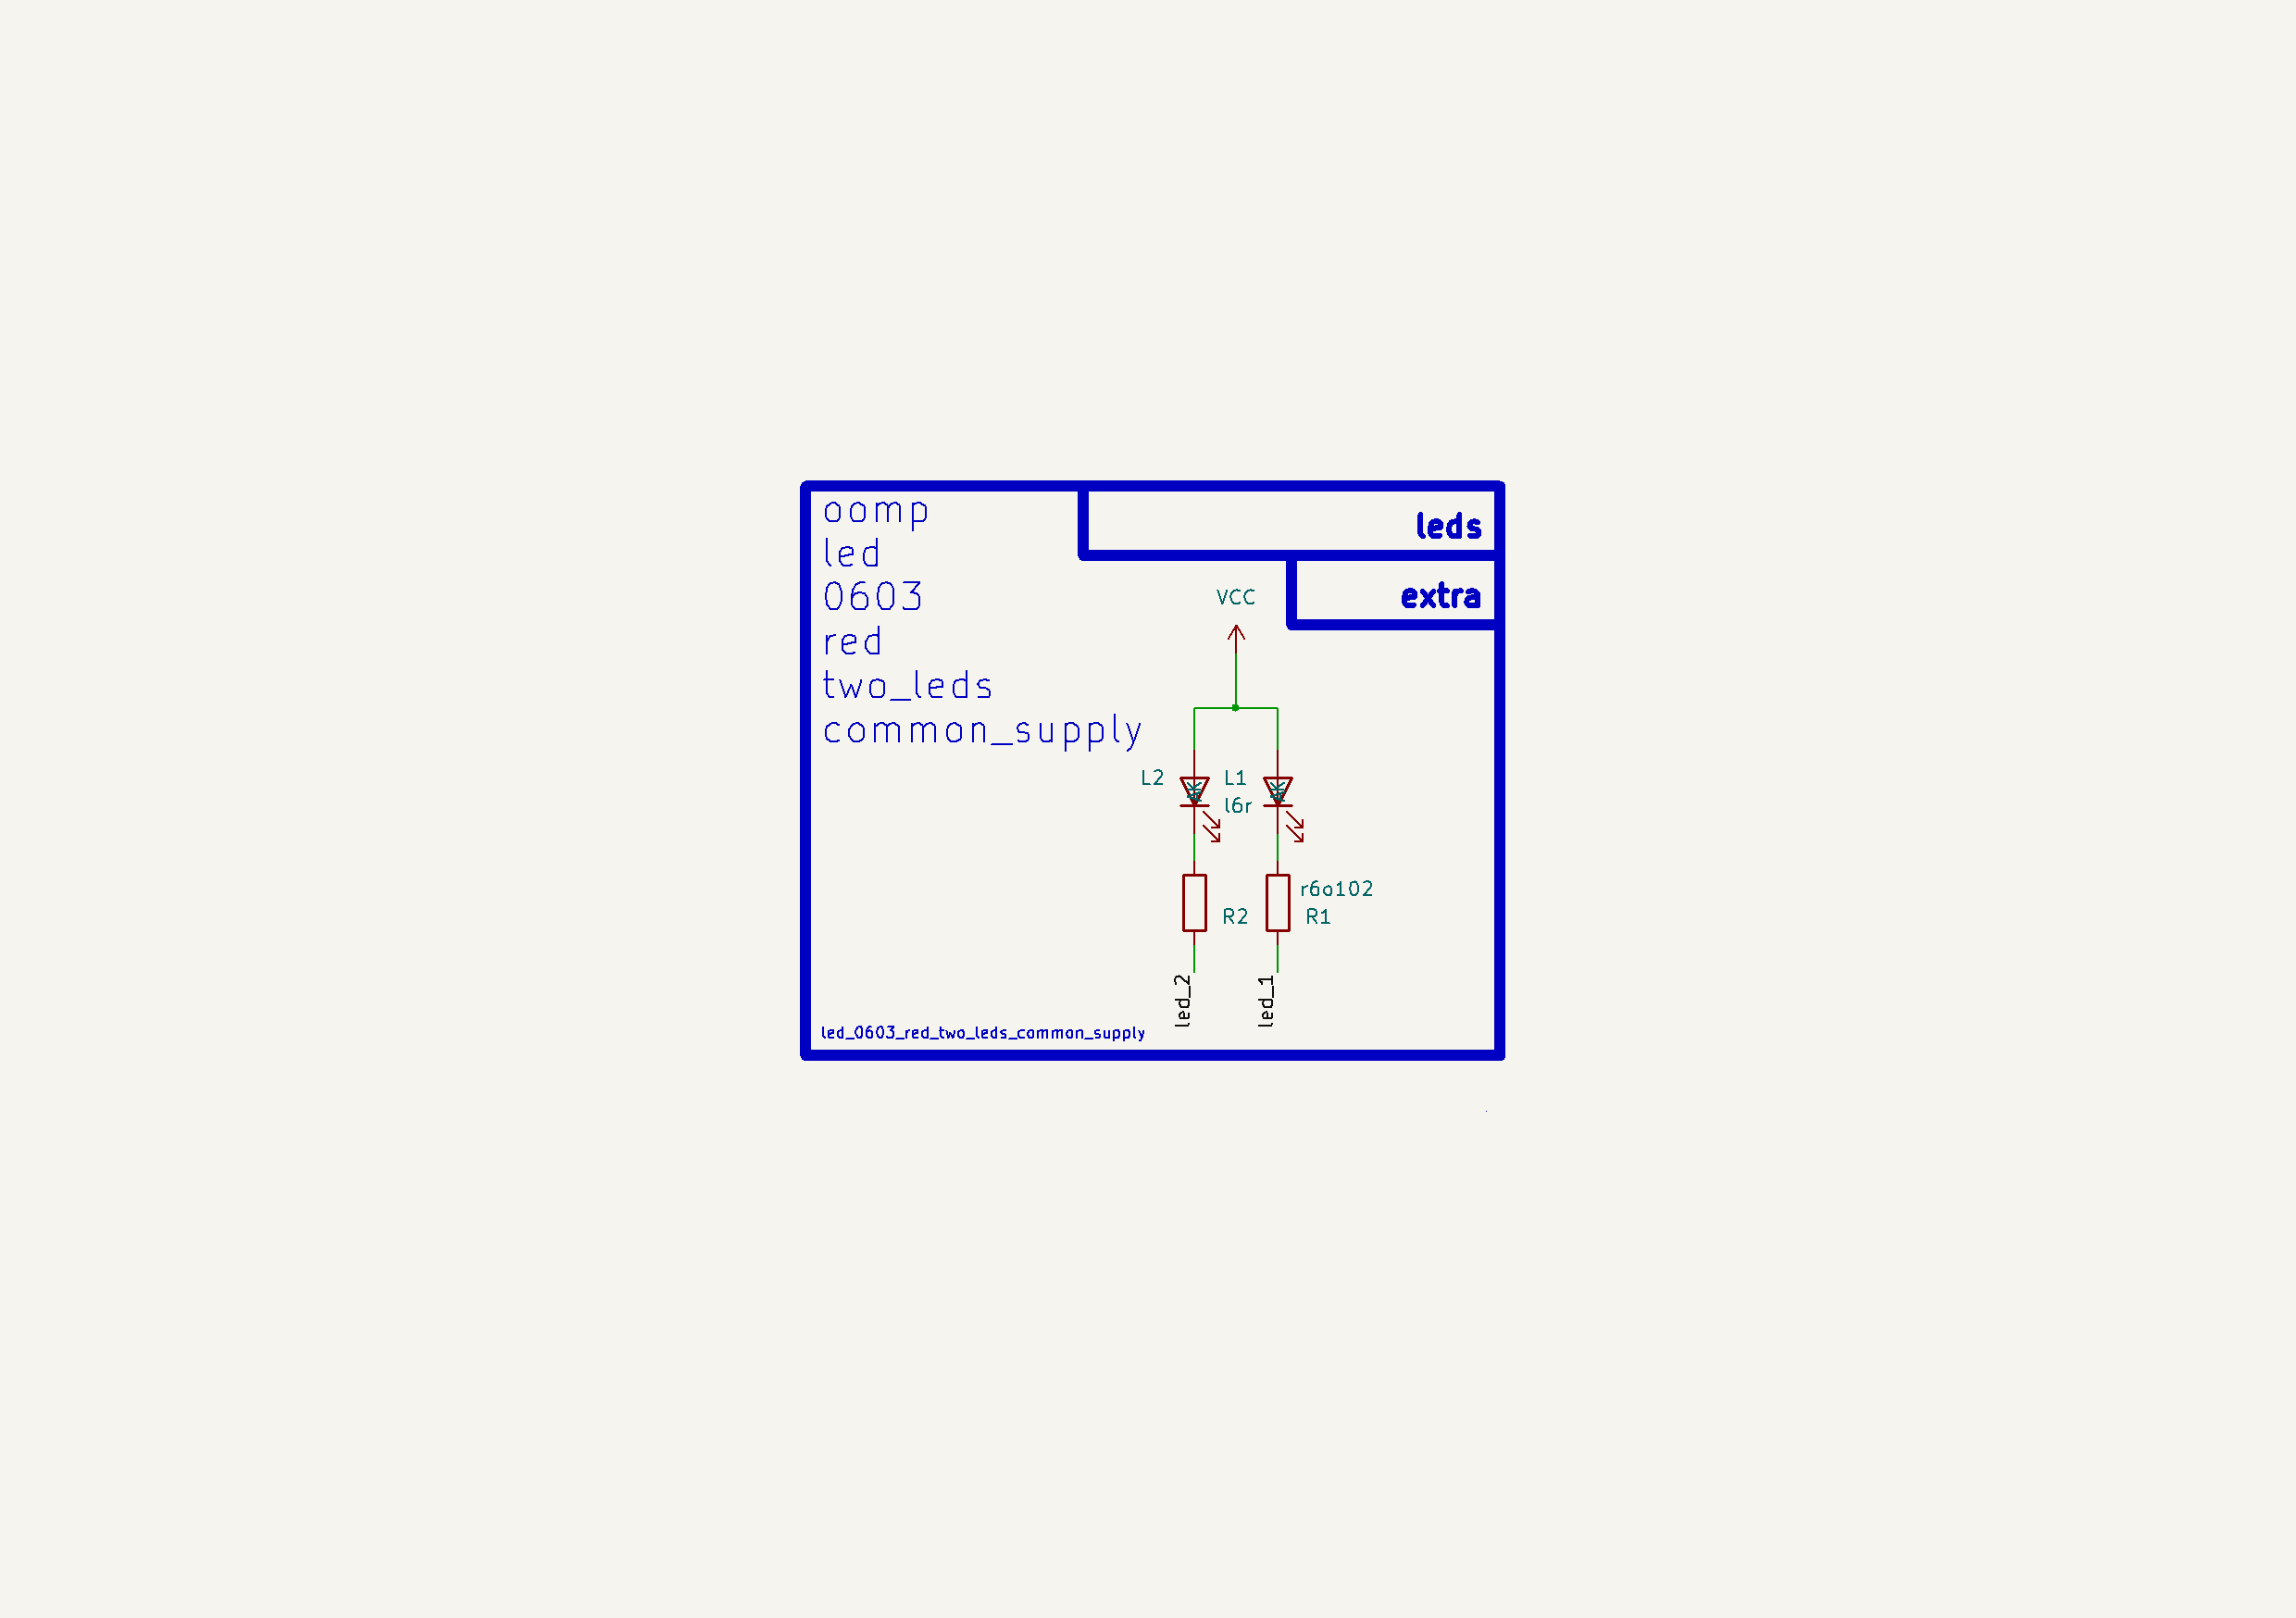 oomp
led
0603
red
two_leds
common_supply
leds
extra
VCC
L2
L1
l6r
r6o102
R2
R1
led_2
led_1
led_0603_red_two_leds_common_supply